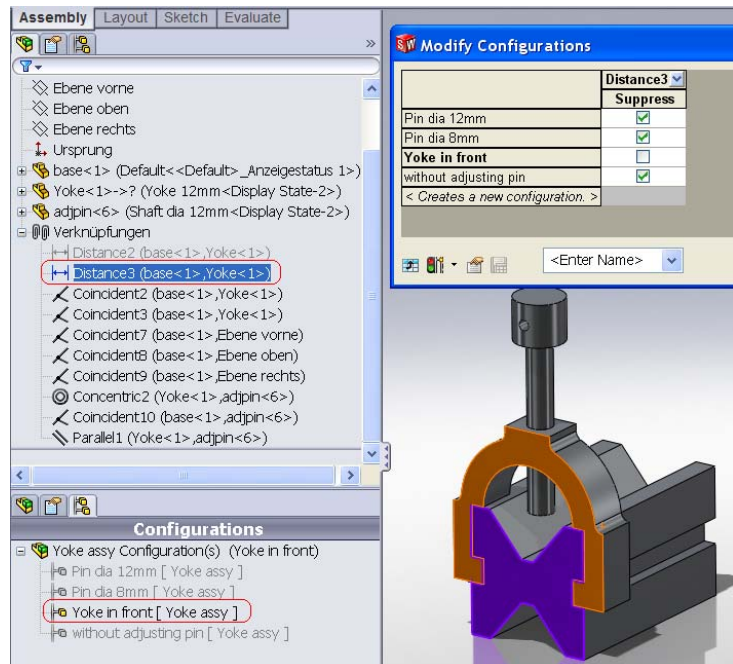 Assembly Layout Sketch Evaluate
Ebene vorne
Ebene oben
Ebene rechts
Ursprung
base<1> (Default<<Default>_Anzeigestatus 1>)
Yoke<1>->? (Yoke 12mm<Display State-2>)
adjpin<6> (Shaft dia 12mm<Display State-2>)
Verknüpfungen
Distance2 (base<1>,Yoke<1>)
Distance3 (base<1>,Yoke<1>)
Coincident2 (base<1>,Yoke<1>)
Coincident3 (base<1>,Yoke<1>)
Coincident7 (base<1>,Ebene vorne)
Coincident8 (base<1>,Ebene oben)
Coincident9 (base<1>,Ebene rechts)
Concentric2 (Yoke<1>,adjpin<6>)
Coincident10 (base<1>,adjpin<6>)
Parallel1 (Yoke<1>,adjpin<6>)
Configurations
Yoke assy Configuration(s) (Yoke in front)
Pin dia 12mm [ Yoke assy ]
Pin dia 8mm [ Yoke assy ]
Yoke in front [ Yoke assy ]
without adjusting pin [ Yoke assy ]
SW Modify Configurations
Distance3
Suppress
Pin dia 12mm
Pin dia 8mm
Yoke in front
without adjusting pin
< Creates a new configuration. >
<Enter Name>